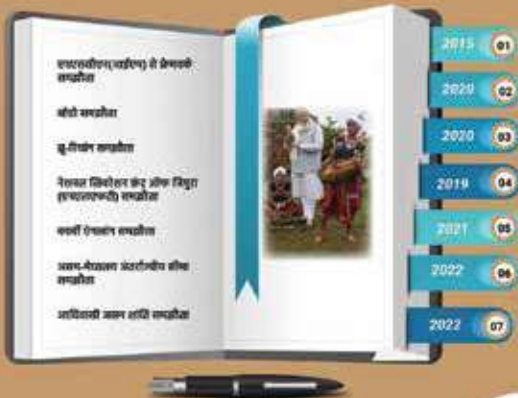 एनएससीएन(आईएम) से फ्रेमवर्क
समझौता
बोडो समझौता
ब्रू-रियांग समझौता
नेशनल लिबरेशन फ्रंट ऑफ त्रिपुरा
(एनएलएफटी) समझौता
कार्बी ऐंगलांग समझौता
असम-मेघालय अंतर्राज्यीय सीमा
समझौता
आदिवासी असम शांति समझौता
2015 01
2020 02
2020 03
2019 04
2021 05
2022 06
2022 07